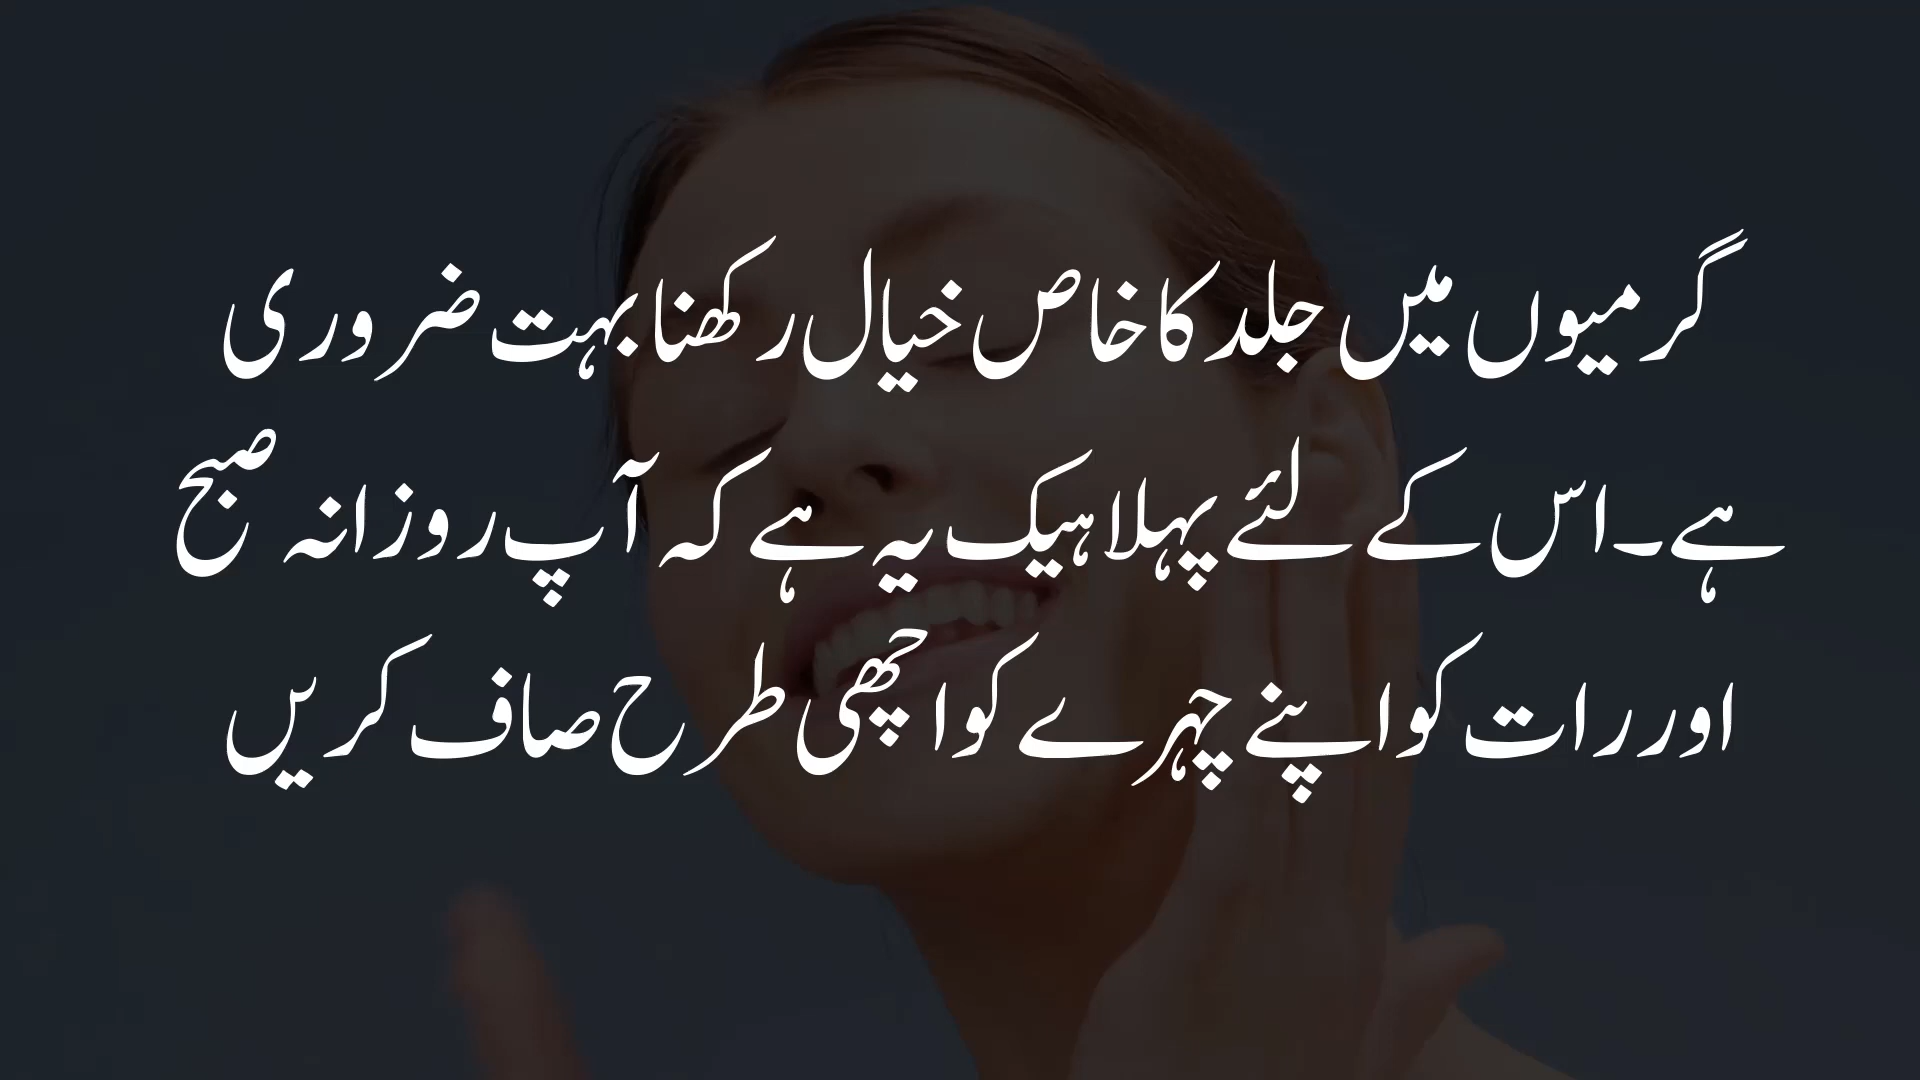 گرمیوں میں جلد کا خاص خیال رکھنا بہت ضروری
ہے۔ اس کے لئے پہلا ہیک یہ ہے کہ آپ روزانہ صبح
اور رات کو اپنے چہرے کو اچھی طرح صاف کریں